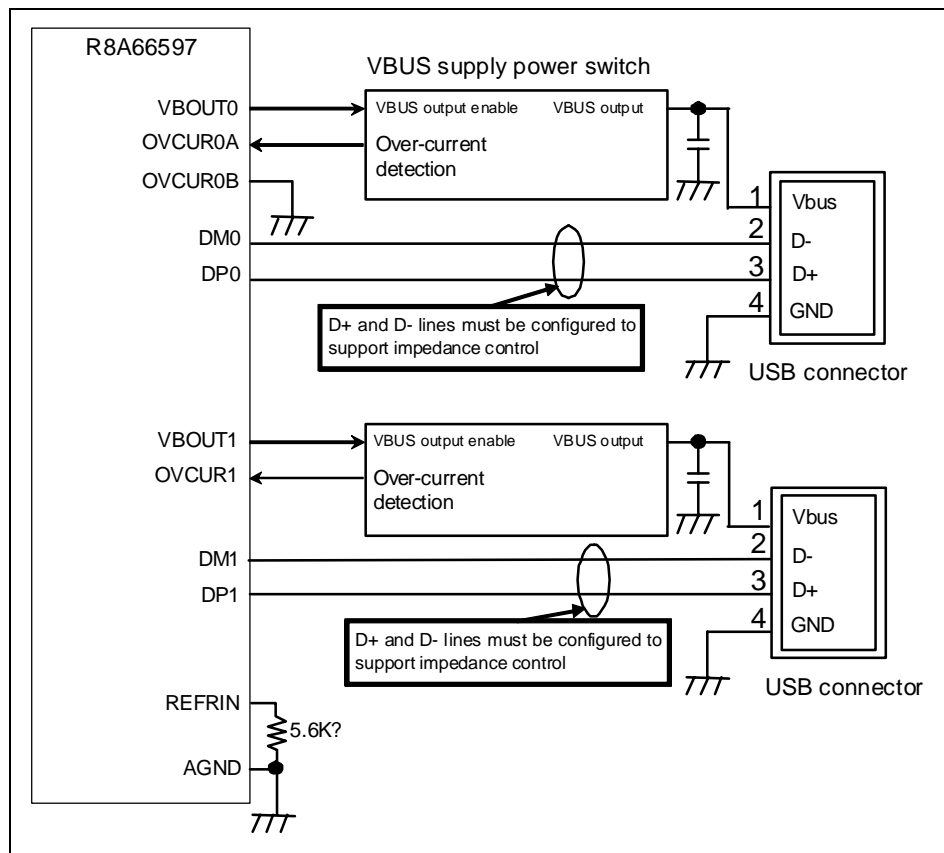 R8A66597
VBUS supply power switch
VBOUT0
VBUS output enable
VBUS output
OVCUR0A
Over-current
detection
OVCUR0B
1
Vbus
DM0
2
D-
DP0
3
D+
4
GND
D+ and D- lines must be configured to
support impedance control
USB connector
VBOUT1
VBUS output enable
VBUS output
OVCUR1
Over-current
detection
1
Vbus
DM1
2
D-
DP1
3
D+
4
GND
D+ and D- lines must be configured to
support impedance control
USB connector
REFRIN
5.6K?
AGND